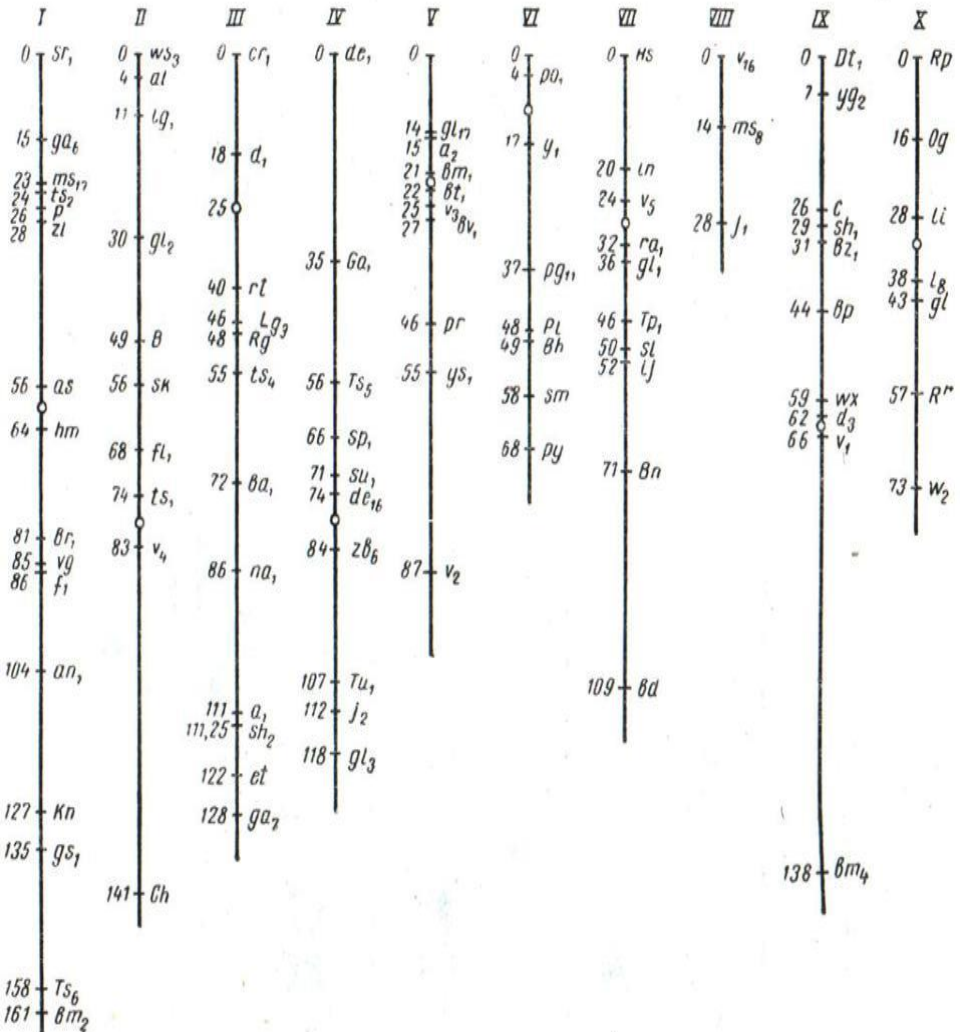 I II III IV V VI VII VIII IX X
0 sr₁
15 ga₆
23 ms₁₇
24 ts₂
26 p
28 zl
56 as
64 hm
81 br₁
85 vg
86 f₁
104 an₁
127 Kn
135 gs₁
158 Ts₆
161 bm₂
0 ws₃
4 al
11 lg₁
30 gl₂
49 B
56 sk
68 fl₁
74 ts₁
83 v₄
141 Ch
0 cr₁
18 d₁
25
40 rt
46 Lg₃
48 Rg
55 ts₄
72 ba₁
86 na₁
111 a₁
111,25 sh₂
122 et
128 ga₇
0 de₁
35 Ga₁
56 Ts₅
66 sp₁
71 su₁
74 de₁₆
84 zb₆
107 Tu₁
112 j₂
118 gl₃
0
14 gl₁₇
15 a₂
21 bm₁
22 bt₁
25 v₃
27 bv₁
46 pr
55 ys₁
87 v₂
0
4 po₁
17 y₁
37 pg₁₁
48 Pl
49 Bh
58 sm
68 py
0 Hs
20 in
24 v₅
32 ra₁
36 gl₁
46 Tp₁
50 sl
52 ij
71 Bn
109 bd
0 v₁₆
14 ms₈
28 j₁
0 Dt₁
7 yg₂
26 c
29 sh₁
31 bz₁
44 bp
59 wx
62 d₃
66 v₁
138 bm₄
0 Rp
16 Og
28 li
38 l₈
43 gl
57 Rʳ
73 w₂